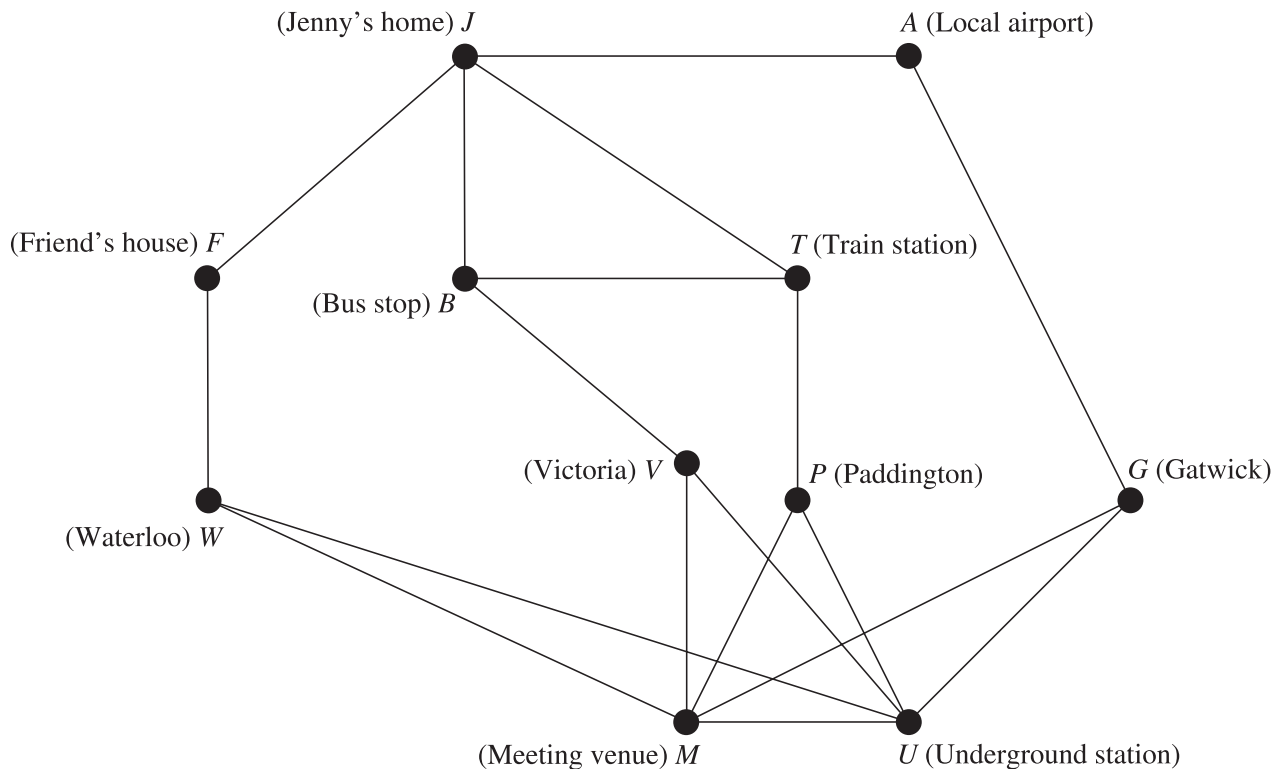 (Jenny’s home) J
A (Local airport)
(Friend’s house) F
T (Train station)
(Bus stop) B
(Victoria) V
P (Paddington)
G (Gatwick)
(Waterloo) W
(Meeting venue) M
U (Underground station)